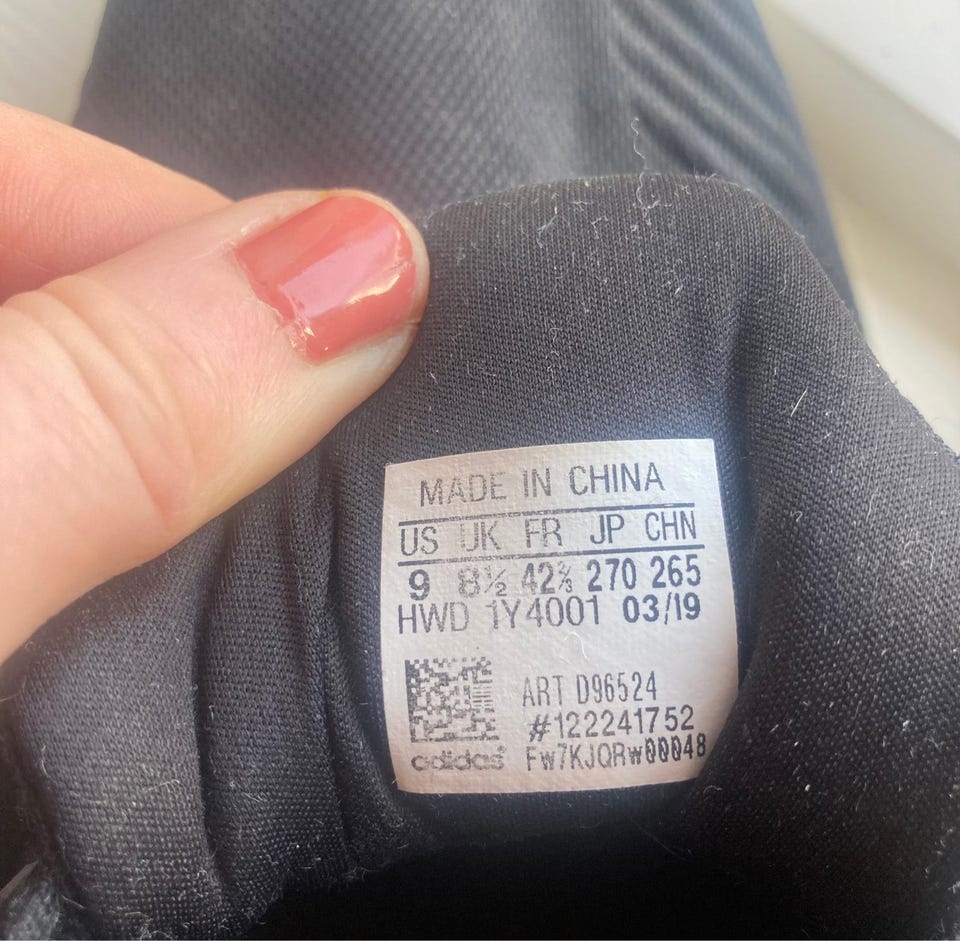 MADE IN CHINA
US UK FR JP CHN
9 8½ 42⅔ 270 265
HWD 1Y4001 03/19
ART D96524
#122241752
adidas® FW7KJQRW00048